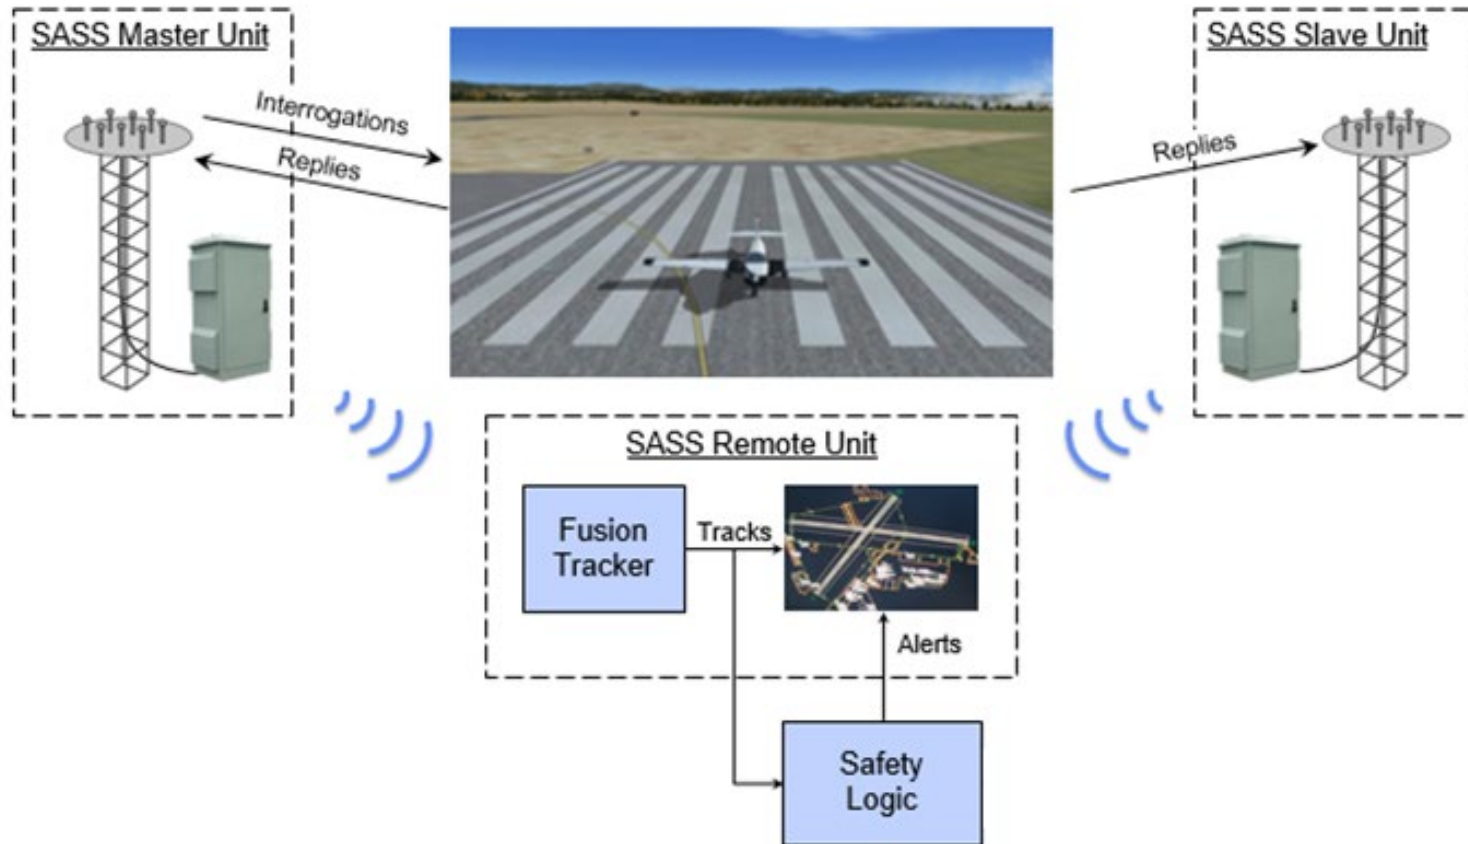 SASS Master Unit
SASS Slave Unit
Interrogations
Replies
Replies
SASS Remote Unit
Fusion
Tracker
Tracks
Alerts
Safety
Logic